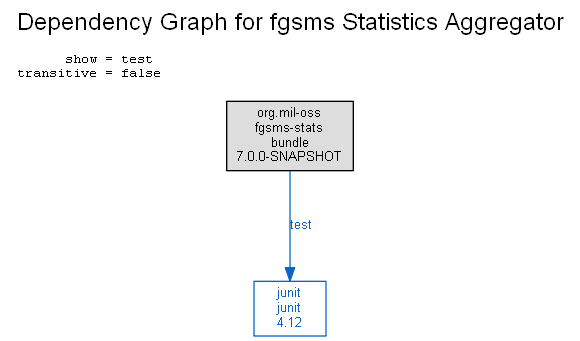 Dependency Graph for fgsms Statistics Aggregator
show = test
transitive = false
org.mil-oss
fgsms-stats
bundle
7.0.0-SNAPSHOT
test
junit
junit
4.12